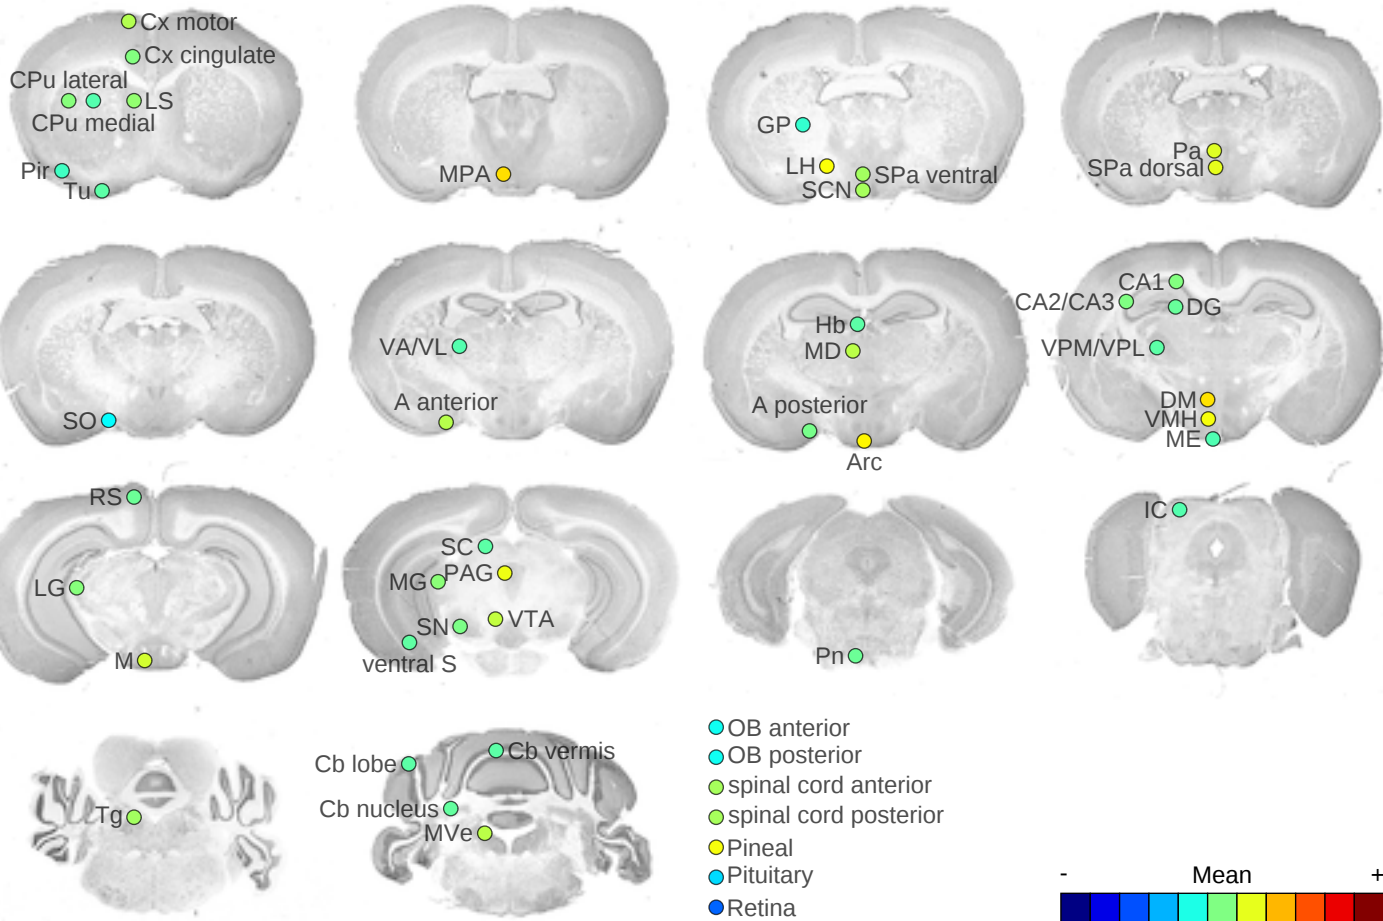 Cx motor
Cx cingulate
CPu lateral
LS
CPu medial
Pir
Tu
MPA
GP
LH
SPa ventral
SCN
Pa
SPa dorsal
SO
VA/VL
A anterior
Hb
MD
A posterior
Arc
CA1
CA2/CA3
DG
VPM/VPL
DM
VMH
ME
RS
LG
M
SC
MG
PAG
SN
VTA
ventral S
Pn
IC
Tg
Cb lobe
Cb vermis
Cb nucleus
MVe
OB anterior
OB posterior
spinal cord anterior
spinal cord posterior
Pineal
Pituitary
Retina
- Mean +